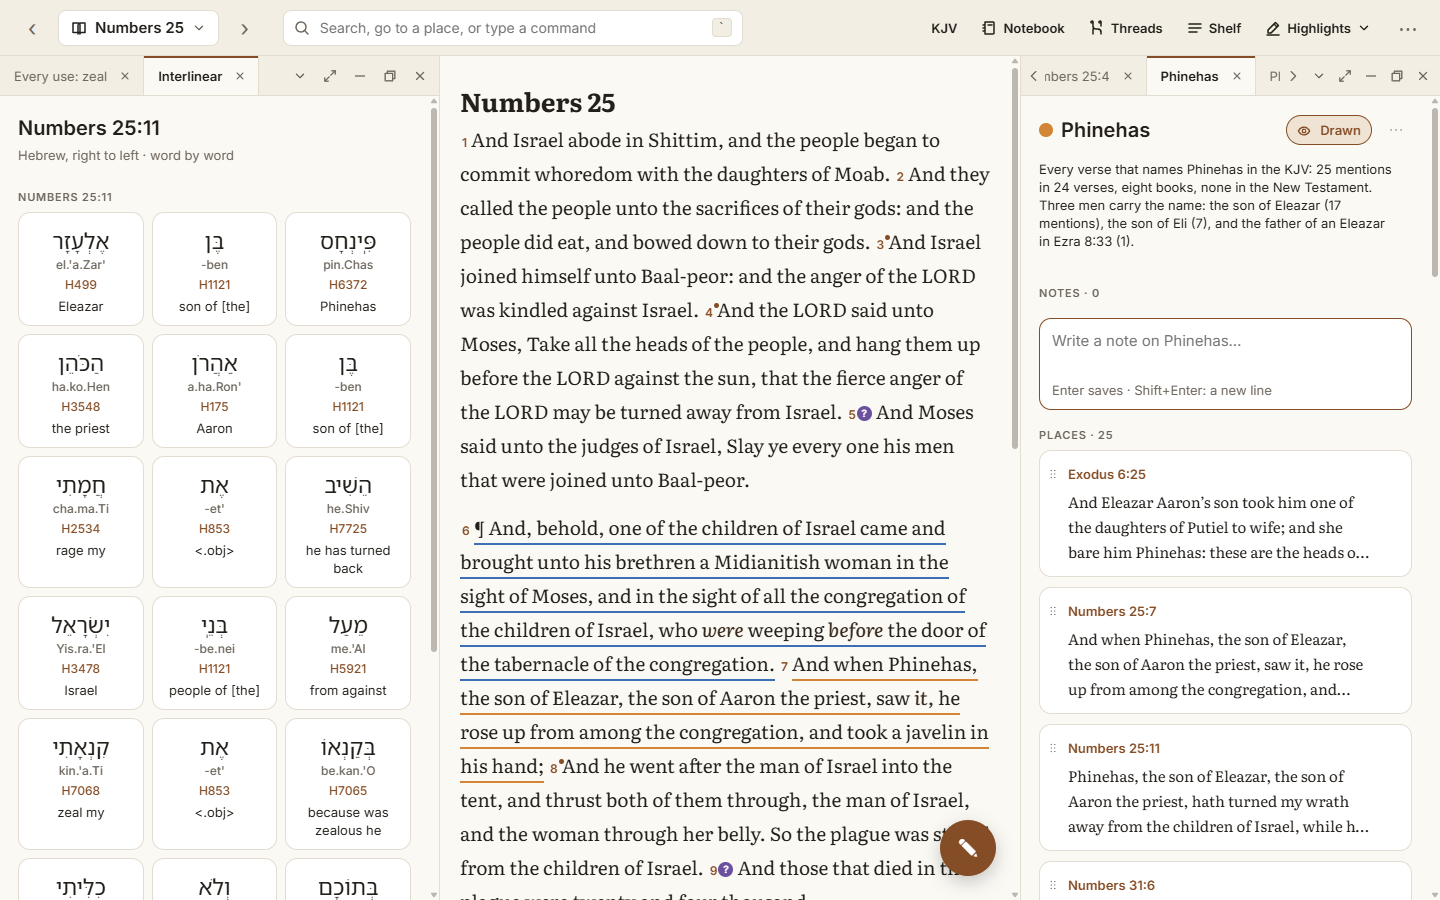 Numbers 25
Search, go to a place, or type a command
`
KJV
Notebook
Threads
Shelf
Highlights
Every use: zeal
Interlinear
Numbers 25:11
Hebrew, right to left · word by word
NUMBERS 25:11
פִּֽינְחָ֨ס
pin.Chas
H6372
Phinehas
בֶּן
-ben
H1121
son of [the]
אֶלְעָזָ֜ר
el.'a.Zar'
H499
Eleazar
בֶּן
-ben
H1121
son of [the]
אַהֲרֹ֣ן
a.ha.Ron'
H175
Aaron
הַכֹּהֵ֗ן
ha.ko.Hen
H3548
the priest
הֵשִׁ֤יב
he.Shiv
H7725
he has turned
back
אֶת
-et'
H853
<.obj>
חֲמָתִי֙
cha.ma.Ti
H2534
rage my
מֵעַ֣ל
me.'Al
H5921
from against
בְּנֵֽי
-be.nei
H1121
people of [the]
יִשְׂרָאֵ֔ל
Yis.ra.'El
H3478
Israel
בְּקַנְא֥וֹ
be.kan.'O
H7065
because was
zealous he
אֶת
-et'
H853
<.obj>
קִנְאָתִ֖י
kin.'a.Ti
H7068
zeal my
בְּתוֹכָ֑ם
וְלֹא
כִלִּ֥יתִי
Numbers 25
1 And Israel abode in Shittim, and the people began to
commit whoredom with the daughters of Moab. 2 And they
called the people unto the sacrifices of their gods: and the
people did eat, and bowed down to their gods. 3 And Israel
joined himself unto Baal-peor: and the anger of the LORD
was kindled against Israel. 4 And the LORD said unto
Moses, Take all the heads of the people, and hang them up
before the LORD against the sun, that the fierce anger of
the LORD may be turned away from Israel. 5 ? And Moses
said unto the judges of Israel, Slay ye every one his men
that were joined unto Baal-peor.
6 ¶ And, behold, one of the children of Israel came and
brought unto his brethren a Midianitish woman in the
sight of Moses, and in the sight of all the congregation of
the children of Israel, who were weeping before the door of
the tabernacle of the congregation. 7 And when Phinehas,
the son of Eleazar, the son of Aaron the priest, saw it, he
rose up from among the congregation, and took a javelin in
his hand; 8 And he went after the man of Israel into the
tent, and thrust both of them through, the man of Israel,
and the woman through her belly. So the plague was
from the children of Israel. 9 ? And those that died in
plague were twenty and four thousand.
nbers 25:4
Phinehas
Pl
Phinehas
Drawn
Every verse that names Phinehas in the KJV: 25 mentions
in 24 verses, eight books, none in the New Testament.
Three men carry the name: the son of Eleazar (17
mentions), the son of Eli (7), and the father of an Eleazar
in Ezra 8:33 (1).
NOTES · 0
Write a note on Phinehas…
Enter saves · Shift+Enter: a new line
PLACES · 25
Exodus 6:25
And Eleazar Aaron's son took him one of
the daughters of Putiel to wife; and she
bare him Phinehas: these are the heads o…
Numbers 25:7
And when Phinehas, the son of Eleazar,
the son of Aaron the priest, saw it, he rose
up from among the congregation, and…
Numbers 25:11
Phinehas, the son of Eleazar, the son of
Aaron the priest, hath turned my wrath
away from the children of Israel, while h…
Numbers 31:6